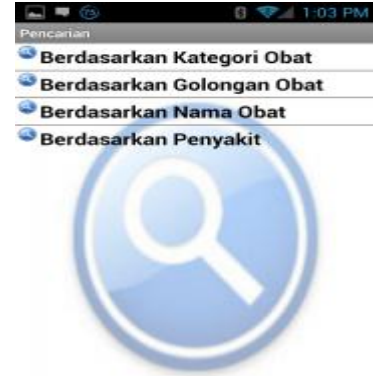 1:03 PM
Pencarian
Berdasarkan Kategori Obat
Berdasarkan Golongan Obat
Berdasarkan Nama Obat
Berdasarkan Penyakit